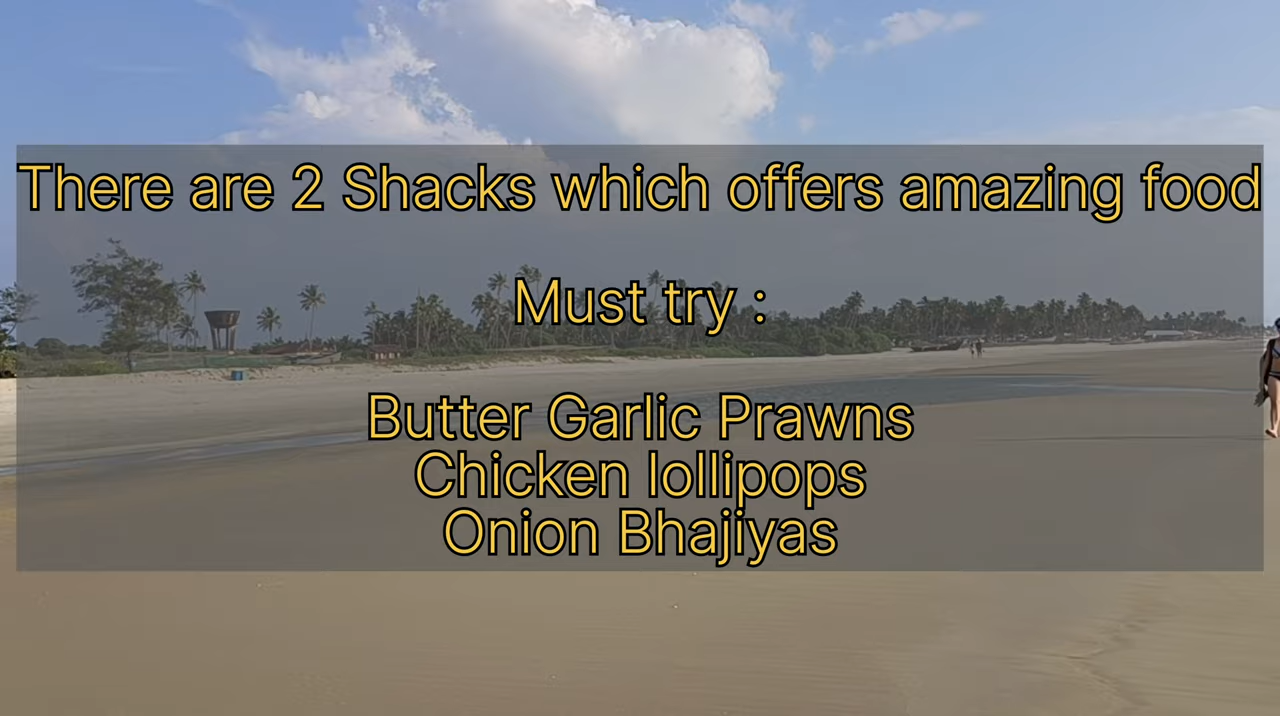 There are 2 Shacks which offers amazing food
Must try :
Butter Garlic Prawns
Chicken lollipops
Onion Bhajiyas